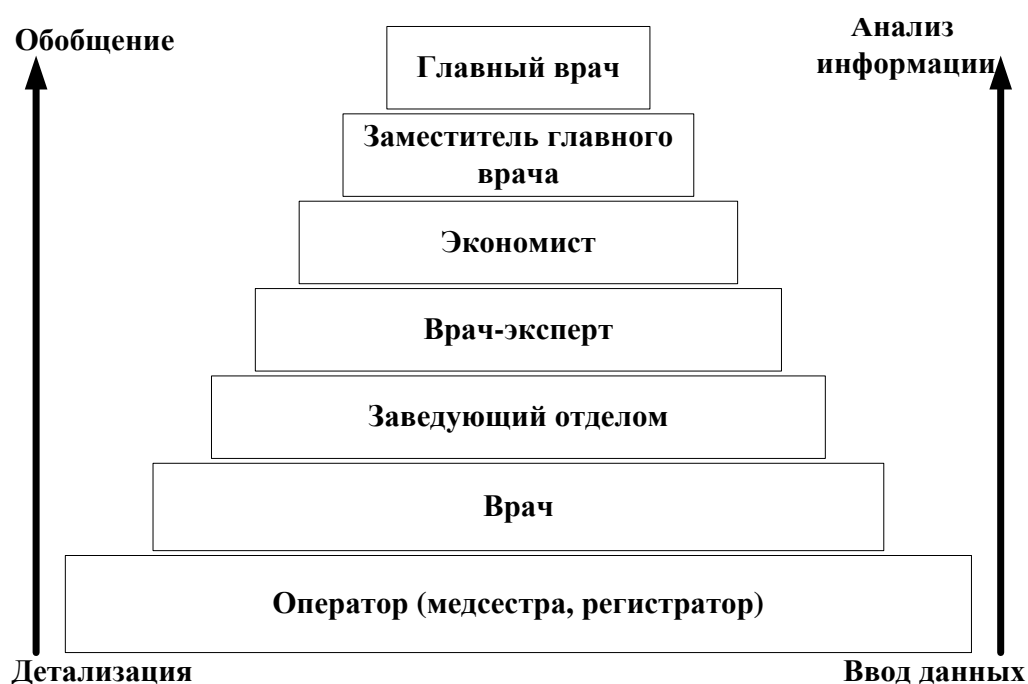 Обобщение
Анализ
информации
Главный врач
Заместитель главного
врача
Экономист
Врач-эксперт
Заведующий отделом
Врач
Оператор (медсестра, регистратор)
Детализация
Ввод данных